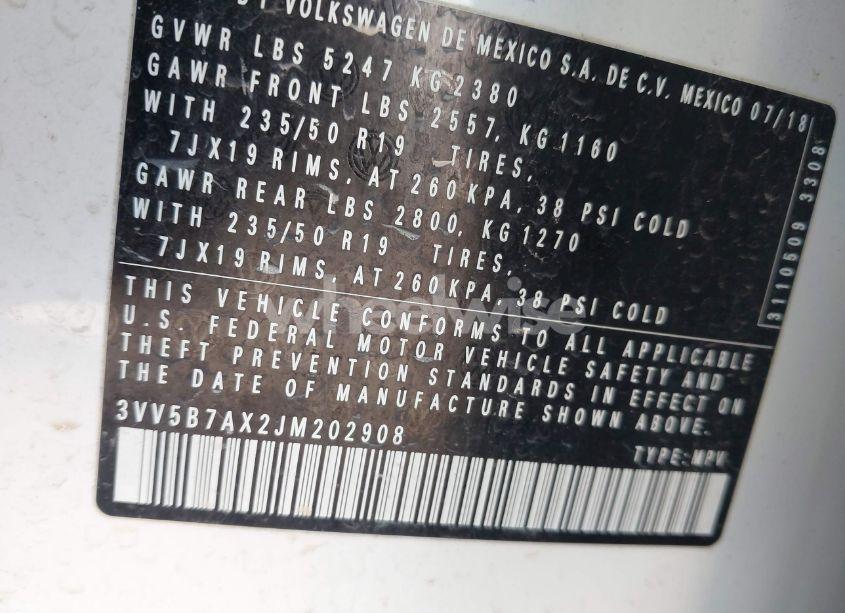 VOLKSWAGEN DE MEXICO S.A. DE C.V. MEXICO 07/18
GVWR LBS 5247 KG 2380
GAWR FRONT LBS 2557, KG 1160
WITH 235/50 R19 TIRES,
7JX19 RIMS, AT 260 KPA, 38 PSI COLD
GAWR REAR LBS 2800, KG 1270
WITH 235/50 R19 TIRES,
7JX19 RIMS, AT 260 KPA, 38 PSI COLD
3110609 3308
THIS VEHICLE CONFORMS TO ALL APPLICABLE
U.S. FEDERAL MOTOR VEHICLE SAFETY AND
THEFT PREVENTION STANDARDS IN EFFECT ON
THE DATE OF MANUFACTURE SHOWN ABOVE.
3VV5B7AX2JM202908
TYPE: MPV
wheelwise